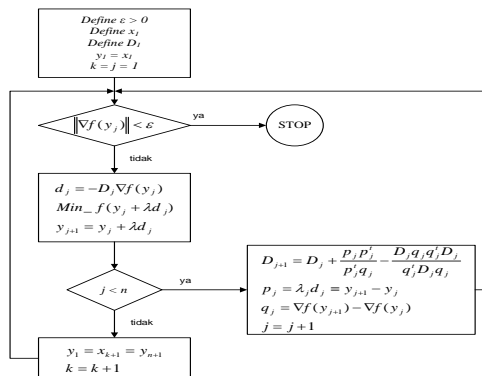 Define ε > 0
Define x₁
Define D₁
y₁ = x₁
k = j = 1
‖∇f(yⱼ)‖ < ε
ya
STOP
tidak
dⱼ = −Dⱼ∇f(yⱼ)
Min_ f(yⱼ + λdⱼ)
yⱼ₊₁ = yⱼ + λdⱼ
j < n
ya
tidak
Dⱼ₊₁ = Dⱼ + pⱼpⱼᵗ / pⱼᵗqⱼ − DⱼqⱼqⱼᵗDⱼ / qⱼᵗDⱼqⱼ
pⱼ = λⱼdⱼ = yⱼ₊₁ − yⱼ
qⱼ = ∇f(yⱼ₊₁) − ∇f(yⱼ)
j = j + 1
y₁ = xₖ₊₁ = yₙ₊₁
k = k + 1